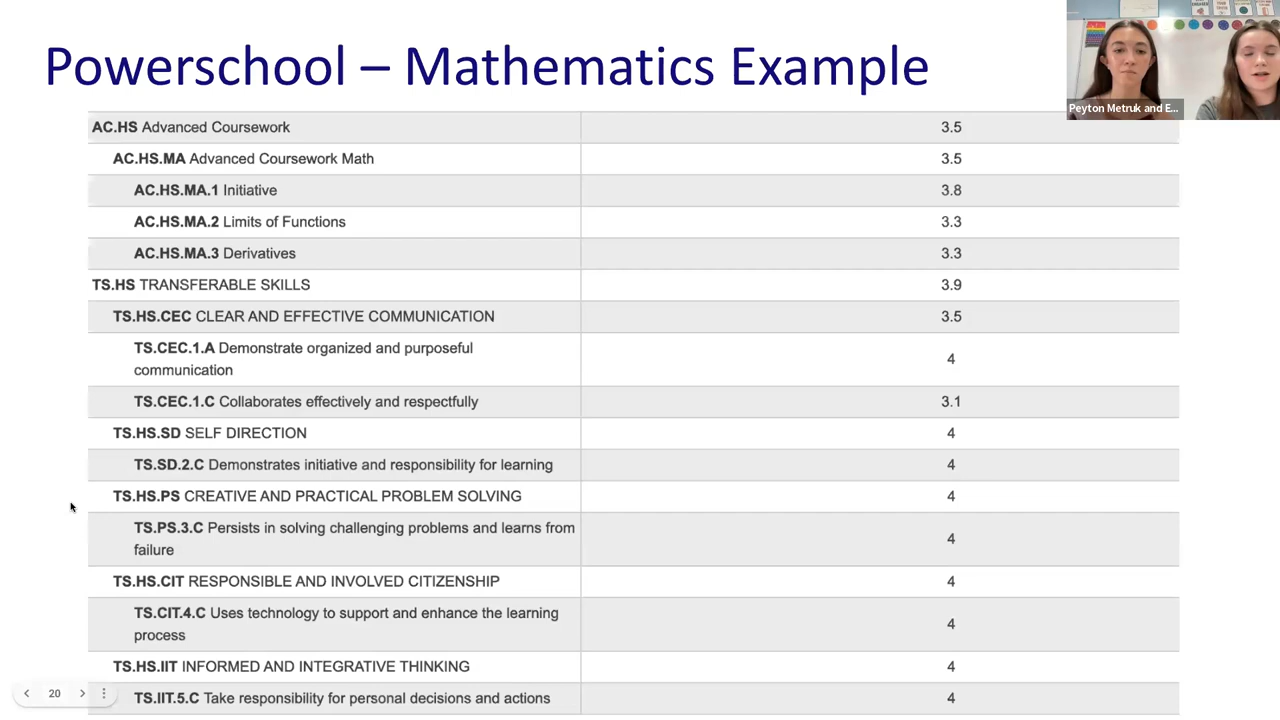 Powerschool – Mathematics Example
Peyton Metruk and E...
AC.HS Advanced Coursework 3.5
AC.HS.MA Advanced Coursework Math 3.5
AC.HS.MA.1 Initiative 3.8
AC.HS.MA.2 Limits of Functions 3.3
AC.HS.MA.3 Derivatives 3.3
TS.HS TRANSFERABLE SKILLS 3.9
TS.HS.CEC CLEAR AND EFFECTIVE COMMUNICATION 3.5
TS.CEC.1.A Demonstrate organized and purposeful
communication 4
TS.CEC.1.C Collaborates effectively and respectfully 3.1
TS.HS.SD SELF DIRECTION 4
TS.SD.2.C Demonstrates initiative and responsibility for learning 4
TS.HS.PS CREATIVE AND PRACTICAL PROBLEM SOLVING 4
TS.PS.3.C Persists in solving challenging problems and learns from
failure 4
TS.HS.CIT RESPONSIBLE AND INVOLVED CITIZENSHIP 4
TS.CIT.4.C Uses technology to support and enhance the learning
process 4
TS.HS.IIT INFORMED AND INTEGRATIVE THINKING 4
TS.IIT.5.C Take responsibility for personal decisions and actions 4
20